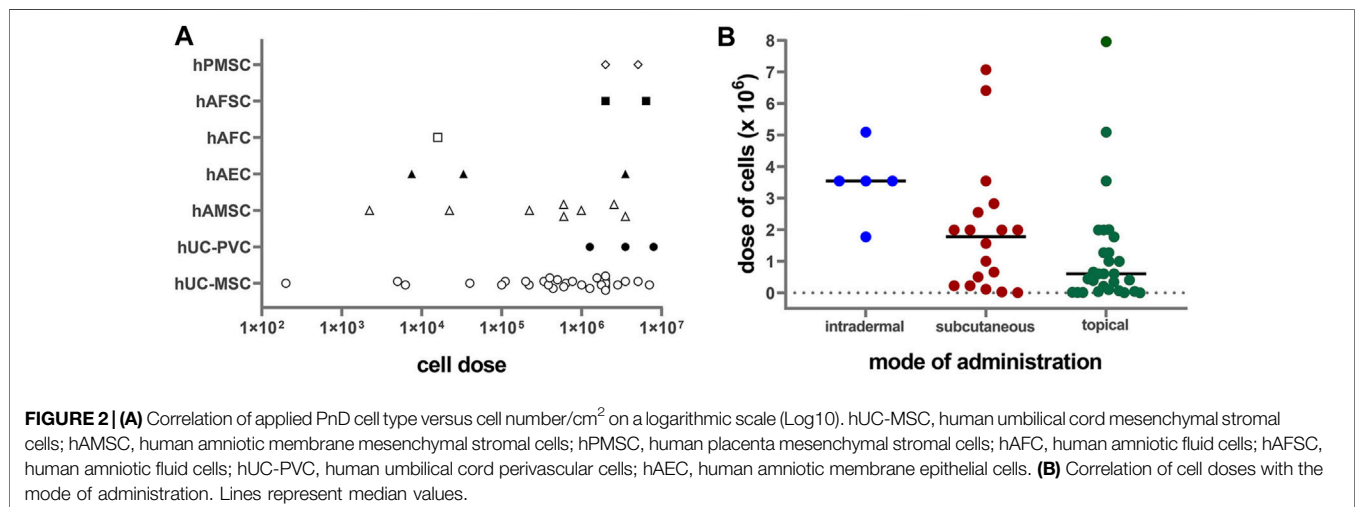 A
hPMSC
hAFSC
hAFC
hAEC
hAMSC
hUC-PVC
hUC-MSC
1×10²
1×10³
1×10⁴
1×10⁵
1×10⁶
1×10⁷
cell dose
B
dose of cells (x 10⁶)
8
7
6
5
4
3
2
1
0
intradermal
subcutaneous
topical
mode of administration
FIGURE 2 | (A) Correlation of applied PnD cell type versus cell number/cm² on a logarithmic scale (Log10). hUC-MSC, human umbilical cord mesenchymal stromal
cells; hAMSC, human amniotic membrane mesenchymal stromal cells; hPMSC, human placenta mesenchymal stromal cells; hAFC, human amniotic fluid cells; hAFSC,
human amniotic fluid cells; hUC-PVC, human umbilical cord perivascular cells; hAEC, human amniotic membrane epithelial cells. (B) Correlation of cell doses with the
mode of administration. Lines represent median values.